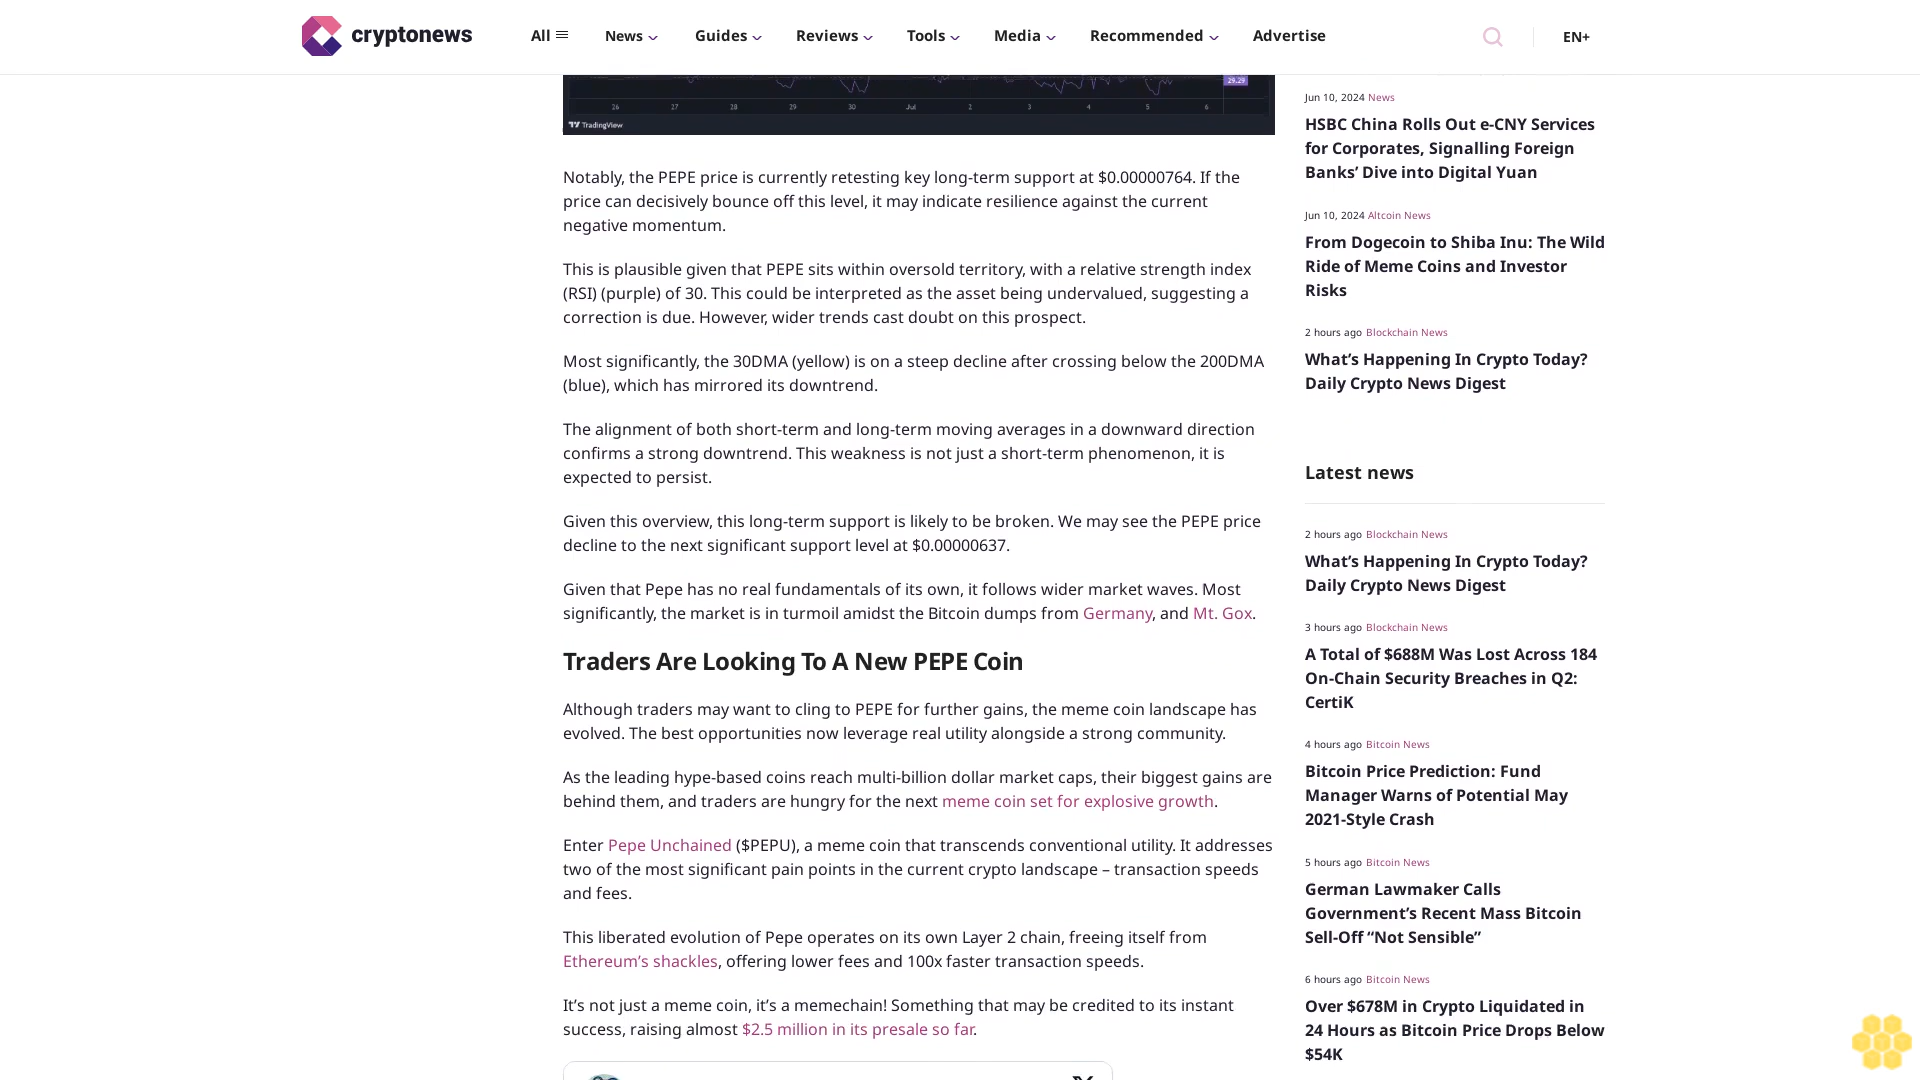 cryptonews
All
News
Guides
Reviews
Tools
Media
Recommended
Advertise
EN+
29.29
26 27 28 29 30 Jul 2 3 4 5 6
TradingView
Notably, the PEPE price is currently retesting key long-term support at $0.00000764. If the
price can decisively bounce off this level, it may indicate resilience against the current
negative momentum.
This is plausible given that PEPE sits within oversold territory, with a relative strength index
(RSI) (purple) of 30. This could be interpreted as the asset being undervalued, suggesting a
correction is due. However, wider trends cast doubt on this prospect.
Most significantly, the 30DMA (yellow) is on a steep decline after crossing below the 200DMA
(blue), which has mirrored its downtrend.
The alignment of both short-term and long-term moving averages in a downward direction
confirms a strong downtrend. This weakness is not just a short-term phenomenon, it is
expected to persist.
Given this overview, this long-term support is likely to be broken. We may see the PEPE price
decline to the next significant support level at $0.00000637.
Given that Pepe has no real fundamentals of its own, it follows wider market waves. Most
significantly, the market is in turmoil amidst the Bitcoin dumps from Germany, and Mt. Gox.
Traders Are Looking To A New PEPE Coin
Although traders may want to cling to PEPE for further gains, the meme coin landscape has
evolved. The best opportunities now leverage real utility alongside a strong community.
As the leading hype-based coins reach multi-billion dollar market caps, their biggest gains are
behind them, and traders are hungry for the next meme coin set for explosive growth.
Enter Pepe Unchained ($PEPU), a meme coin that transcends conventional utility. It addresses
two of the most significant pain points in the current crypto landscape – transaction speeds
and fees.
This liberated evolution of Pepe operates on its own Layer 2 chain, freeing itself from
Ethereum’s shackles, offering lower fees and 100x faster transaction speeds.
It’s not just a meme coin, it’s a memechain! Something that may be credited to its instant
success, raising almost $2.5 million in its presale so far.
Jun 10, 2024 News
HSBC China Rolls Out e-CNY Services
for Corporates, Signalling Foreign
Banks’ Dive into Digital Yuan
Jun 10, 2024 Altcoin News
From Dogecoin to Shiba Inu: The Wild
Ride of Meme Coins and Investor
Risks
2 hours ago Blockchain News
What’s Happening In Crypto Today?
Daily Crypto News Digest
Latest news
2 hours ago Blockchain News
What’s Happening In Crypto Today?
Daily Crypto News Digest
3 hours ago Blockchain News
A Total of $688M Was Lost Across 184
On-Chain Security Breaches in Q2:
CertiK
4 hours ago Bitcoin News
Bitcoin Price Prediction: Fund
Manager Warns of Potential May
2021-Style Crash
5 hours ago Bitcoin News
German Lawmaker Calls
Government’s Recent Mass Bitcoin
Sell-Off “Not Sensible”
6 hours ago Bitcoin News
Over $678M in Crypto Liquidated in
24 Hours as Bitcoin Price Drops Below
$54K